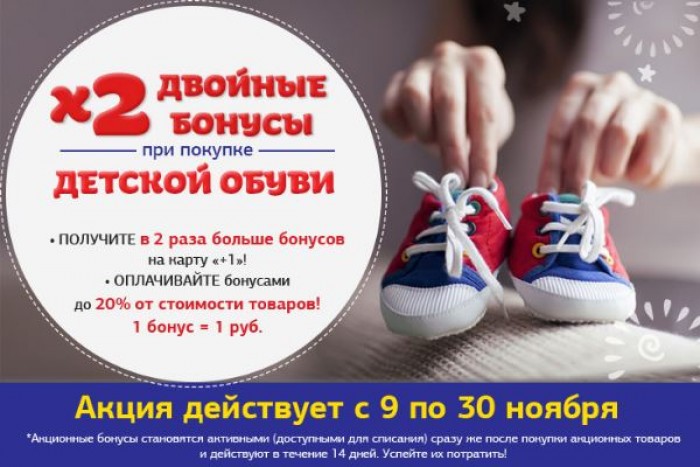 x2 ДВОЙНЫЕ
БОНУСЫ
при покупке
ДЕТСКОЙ ОБУВИ
• ПОЛУЧИТЕ в 2 раза больше бонусов
на карту «+1»!
• ОПЛАЧИВАЙТЕ бонусами
до 20% от стоимости товаров!
1 бонус = 1 руб.
Акция действует с 9 по 30 ноября
*Акционные бонусы становятся активными (доступными для списания) сразу же после покупки акционных товаров
и действуют в течение 14 дней. Успейте их потратить!